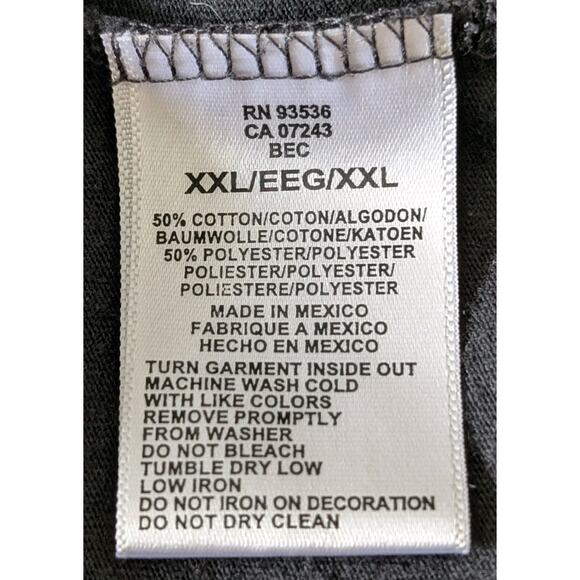 RN 93536
CA 07243
BEC
XXL/EEG/XXL
50% COTTON/COTON/ALGODON/
BAUMWOLLE/COTONE/KATOEN
50% POLYESTER/POLYESTER
POLIESTER/POLYESTER/
POLIESTERE/POLYESTER
MADE IN MEXICO
FABRIQUE A MEXICO
HECHO EN MEXICO
TURN GARMENT INSIDE OUT
MACHINE WASH COLD
WITH LIKE COLORS
REMOVE PROMPTLY
FROM WASHER
DO NOT BLEACH
TUMBLE DRY LOW
LOW IRON
DO NOT IRON ON DECORATION
DO NOT DRY CLEAN